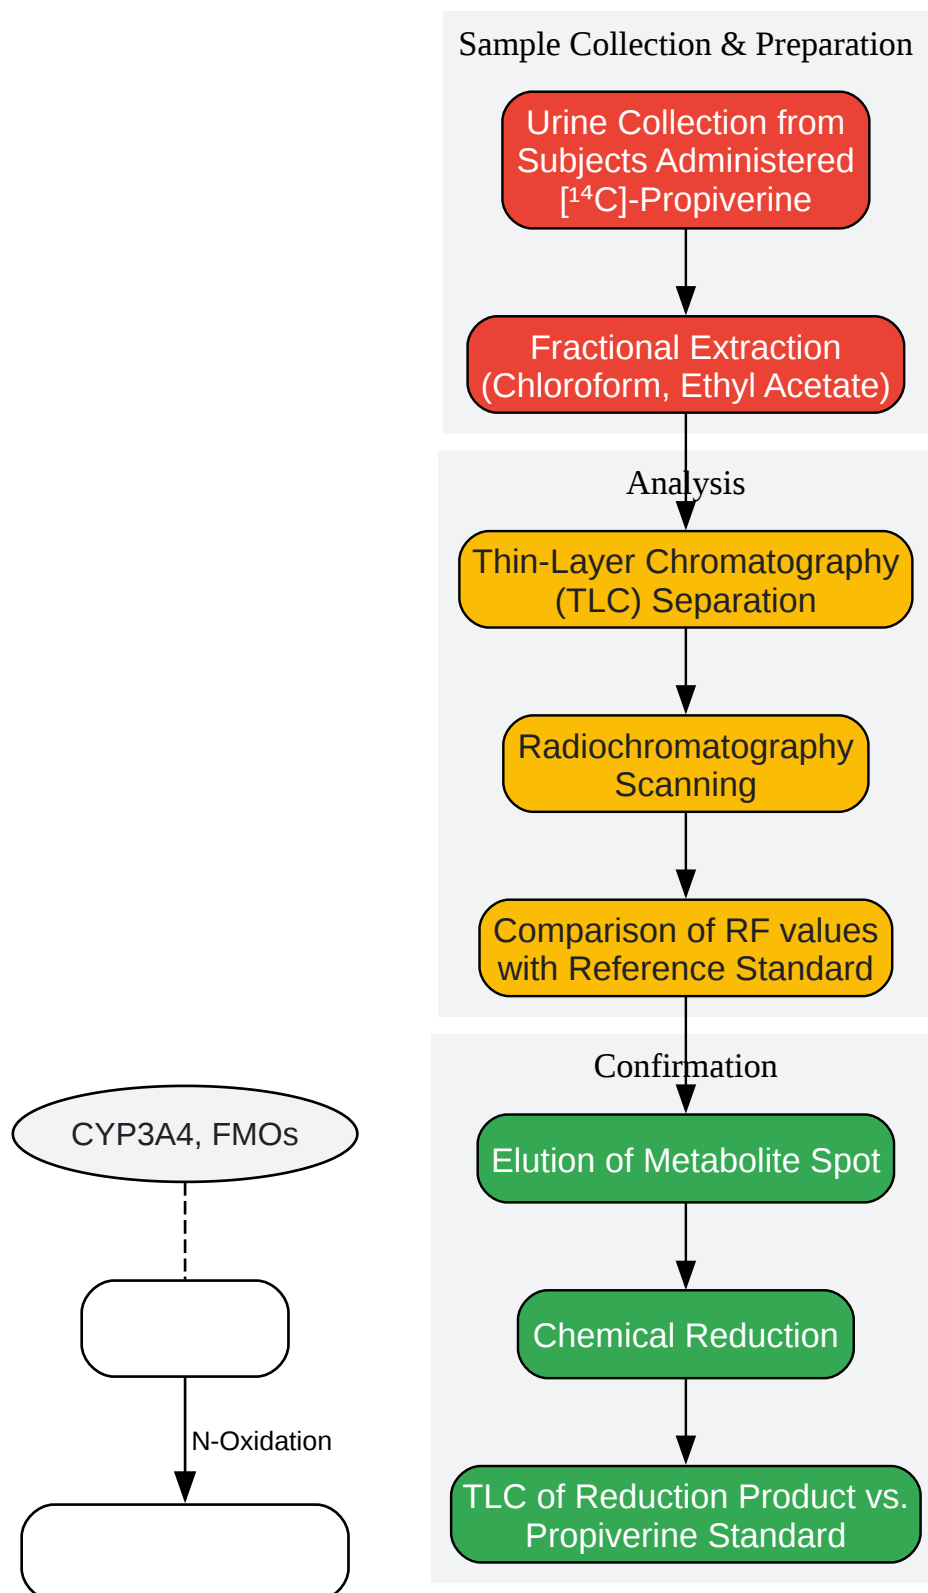 Sample Collection & Preparation
Urine Collection from
Subjects Administered
[¹⁴C]-Propiverine
Fractional Extraction
(Chloroform, Ethyl Acetate)
Analysis
Thin-Layer Chromatography
(TLC) Separation
Radiochromatography
Scanning
Comparison of RF values
with Reference Standard
Confirmation
Elution of Metabolite Spot
Chemical Reduction
TLC of Reduction Product vs.
Propiverine Standard
CYP3A4, FMOs
N-Oxidation